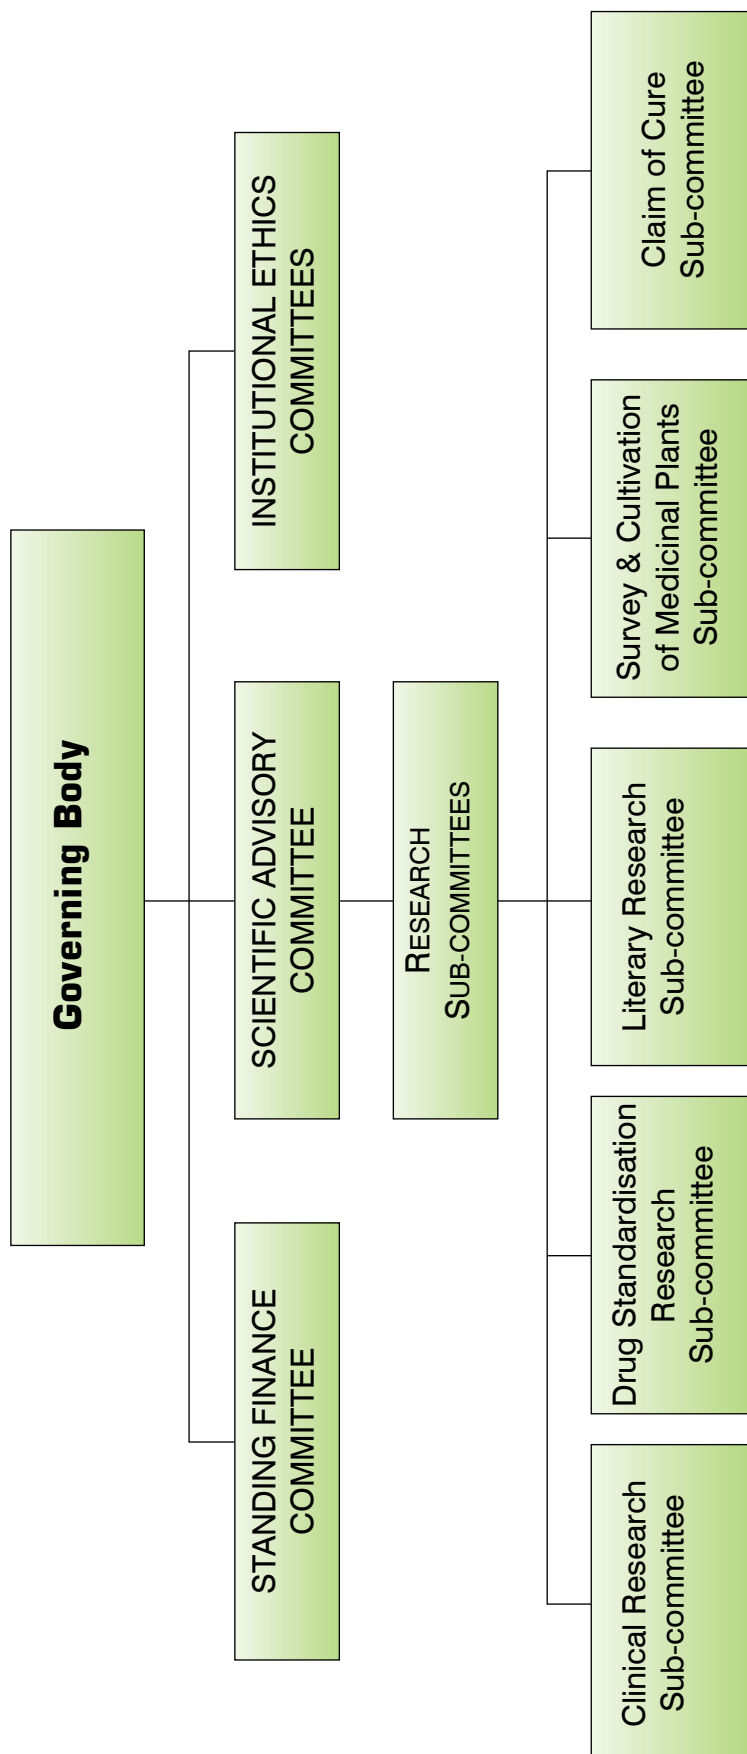 Governing Body
STANDING FINANCE
COMMITTEE
SCIENTIFIC ADVISORY
COMMITTEE
INSTITUTIONAL ETHICS
COMMITTEES
RESEARCH
SUB-COMMITTEES
Clinical Research
Sub-committee
Drug Standardisation
Research
Sub-committee
Literary Research
Sub-committee
Survey & Cultivation
of Medicinal Plants
Sub-committee
Claim of Cure
Sub-committee